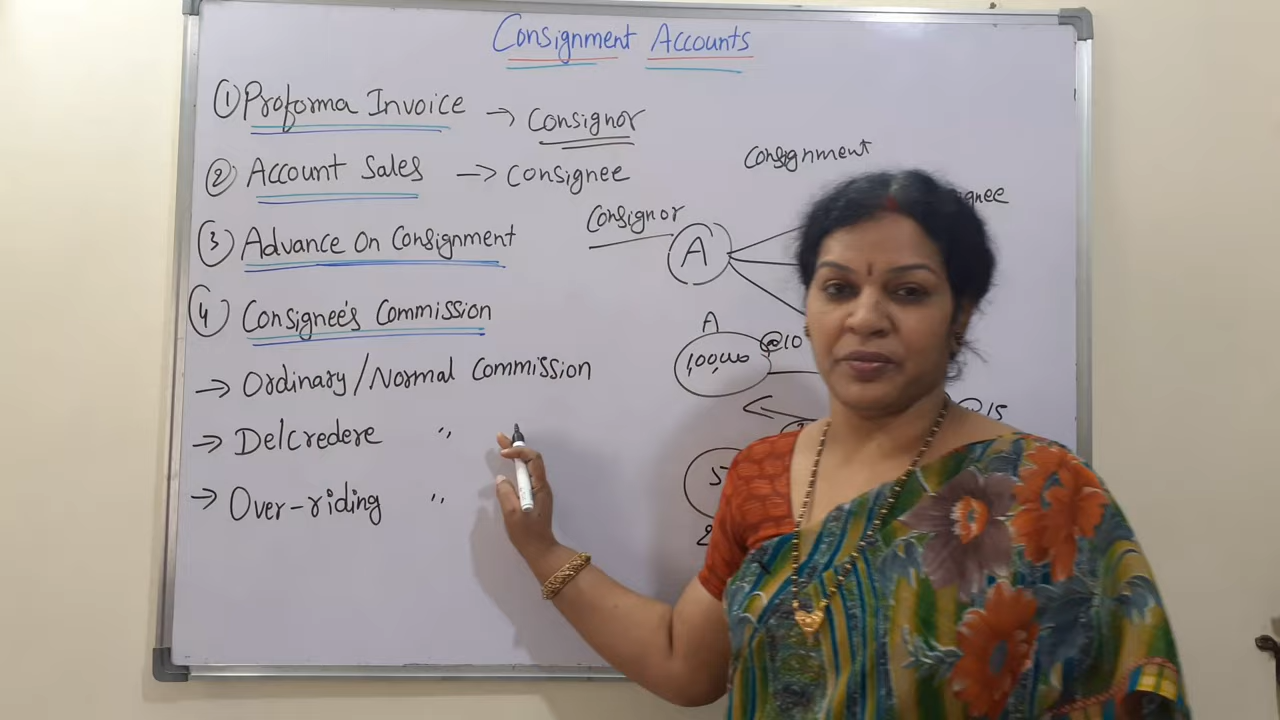 Consignment Accounts
① Proforma Invoice → Consignor
② Account Sales → Consignee
③ Advance On Consignment
④ Consignee's Commission
→ Ordinary/Normal Commission
→ Delcredere "
→ Over-riding "
Consignment
Consignor
A
A
@10
@15